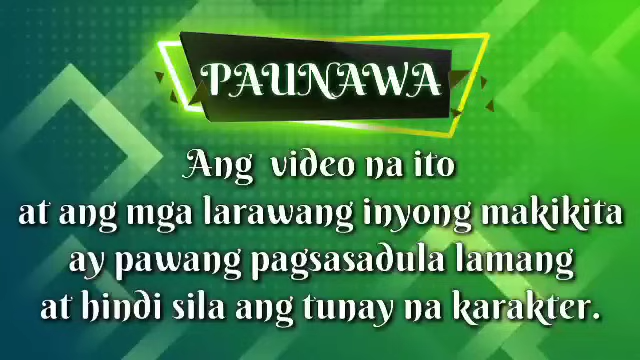 PAUNAWA
Ang video na ito
at ang mga larawang inyong makikita
ay pawang pagsasadula lamang
at hindi sila ang tunay na karakter.